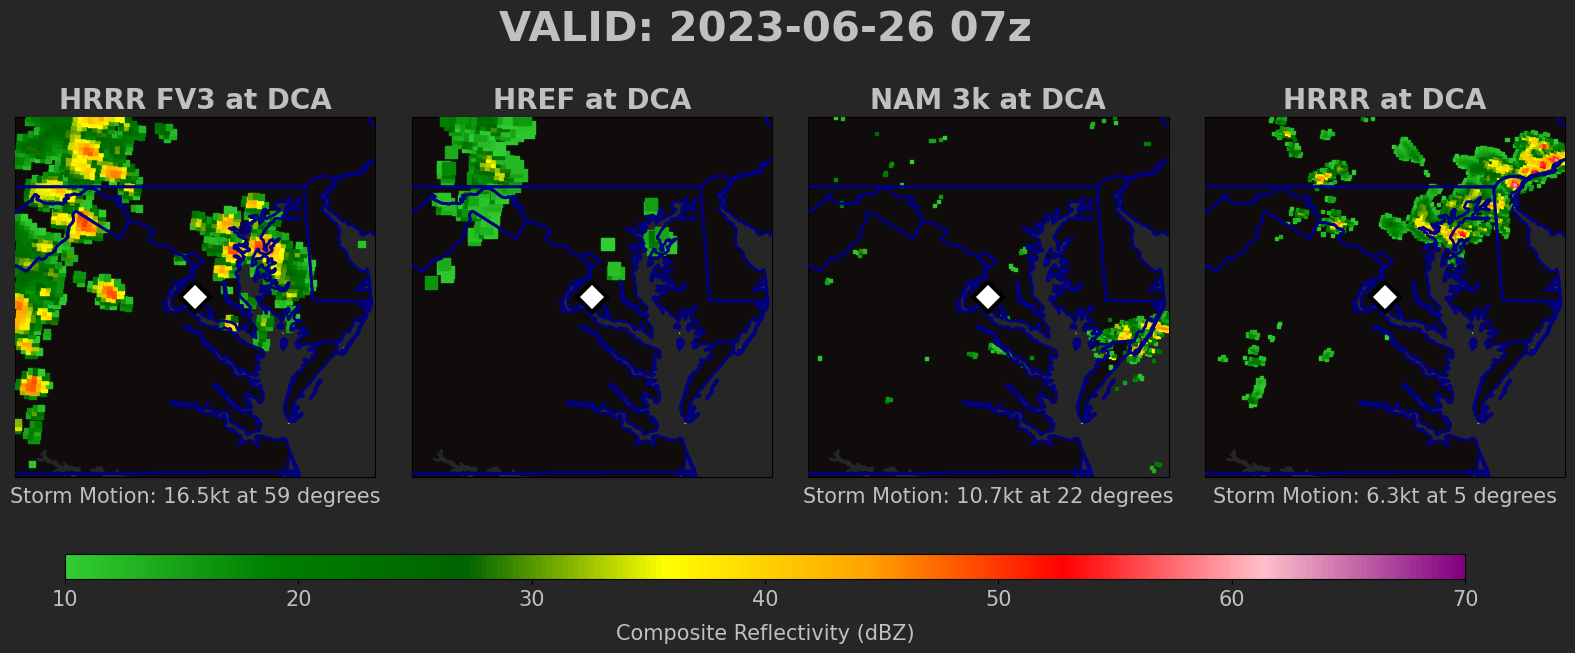 VALID: 2023-06-26 07z
HRRR FV3 at DCA
HREF at DCA
NAM 3k at DCA
HRRR at DCA
Storm Motion: 16.5kt at 59 degrees
Storm Motion: 10.7kt at 22 degrees
Storm Motion: 6.3kt at 5 degrees
10 20 30 40 50 60 70
Composite Reflectivity (dBZ)